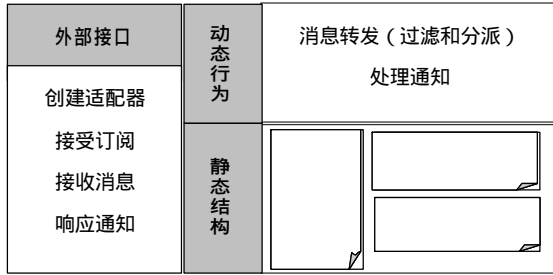 外部接口
创建适配器
接受订阅
接收消息
响应通知
动态行为
消息转发（过滤和分派）
处理通知
静态结构